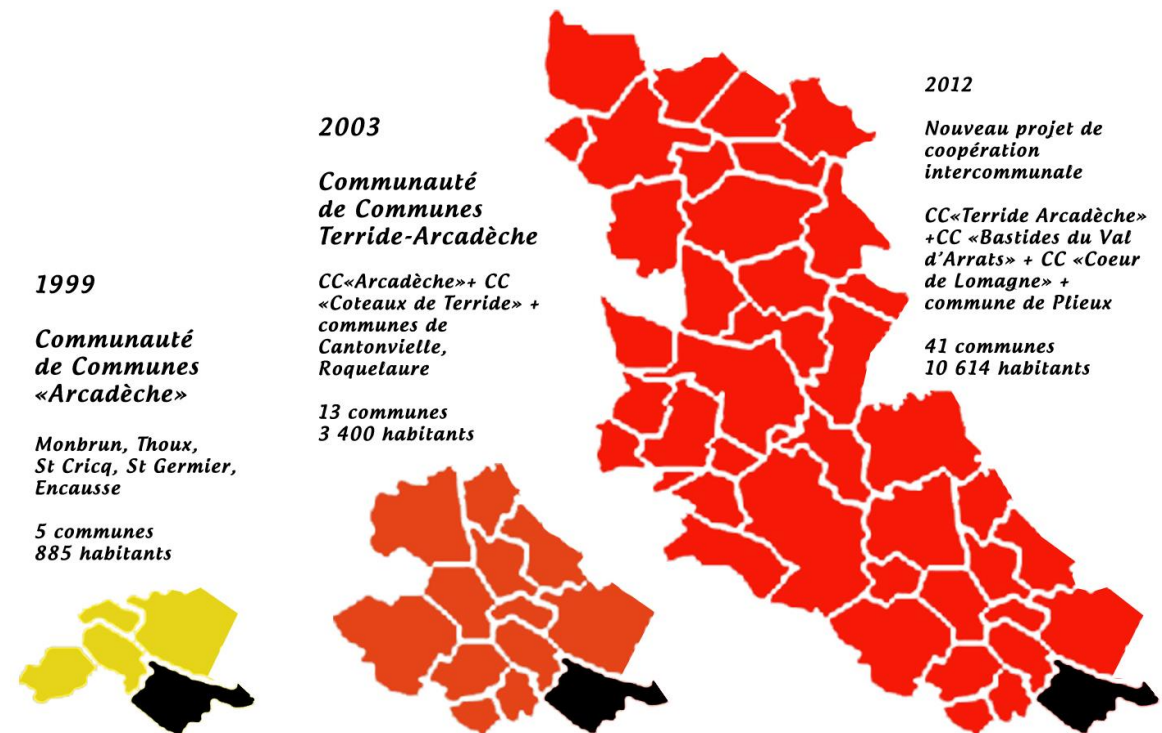 1999
Communauté
de Communes
«Arcadèche»
Monbrun, Thoux,
St Cricq, St Germier,
Encausse
5 communes
885 habitants
2003
Communauté
de Communes
Terride-Arcadèche
CC«Arcadèche»+ CC
«Coteaux de Terride» +
communes de
Cantonvielle,
Roquelaure
13 communes
3 400 habitants
2012
Nouveau projet de
coopération
intercommunale
CC«Terride Arcadèche»
+CC «Bastides du Val
d'Arrats» + CC «Coeur
de Lomagne» +
commune de Plieux
41 communes
10 614 habitants